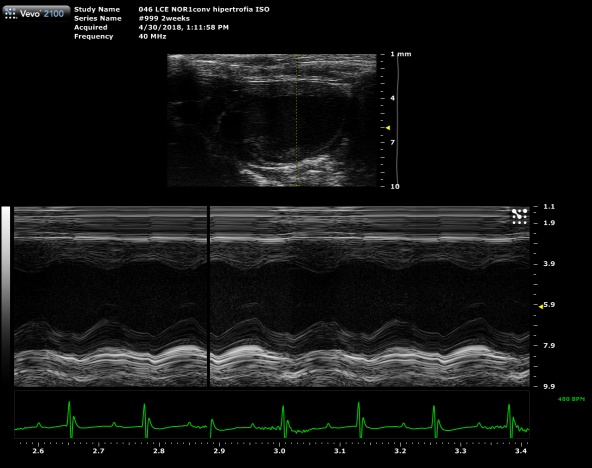 Vevo 2100
Study Name 046 LCE NOR1conv hipertrofia ISO
Series Name #999 2weeks
Acquired 4/30/2018, 1:11:58 PM
Frequency 40 MHz
1 mm
4
7
10
1.1
1.9
3.9
5.9
7.9
9.9
480 BPM
2.6 2.7 2.8 2.9 3.0 3.1 3.2 3.3 3.4